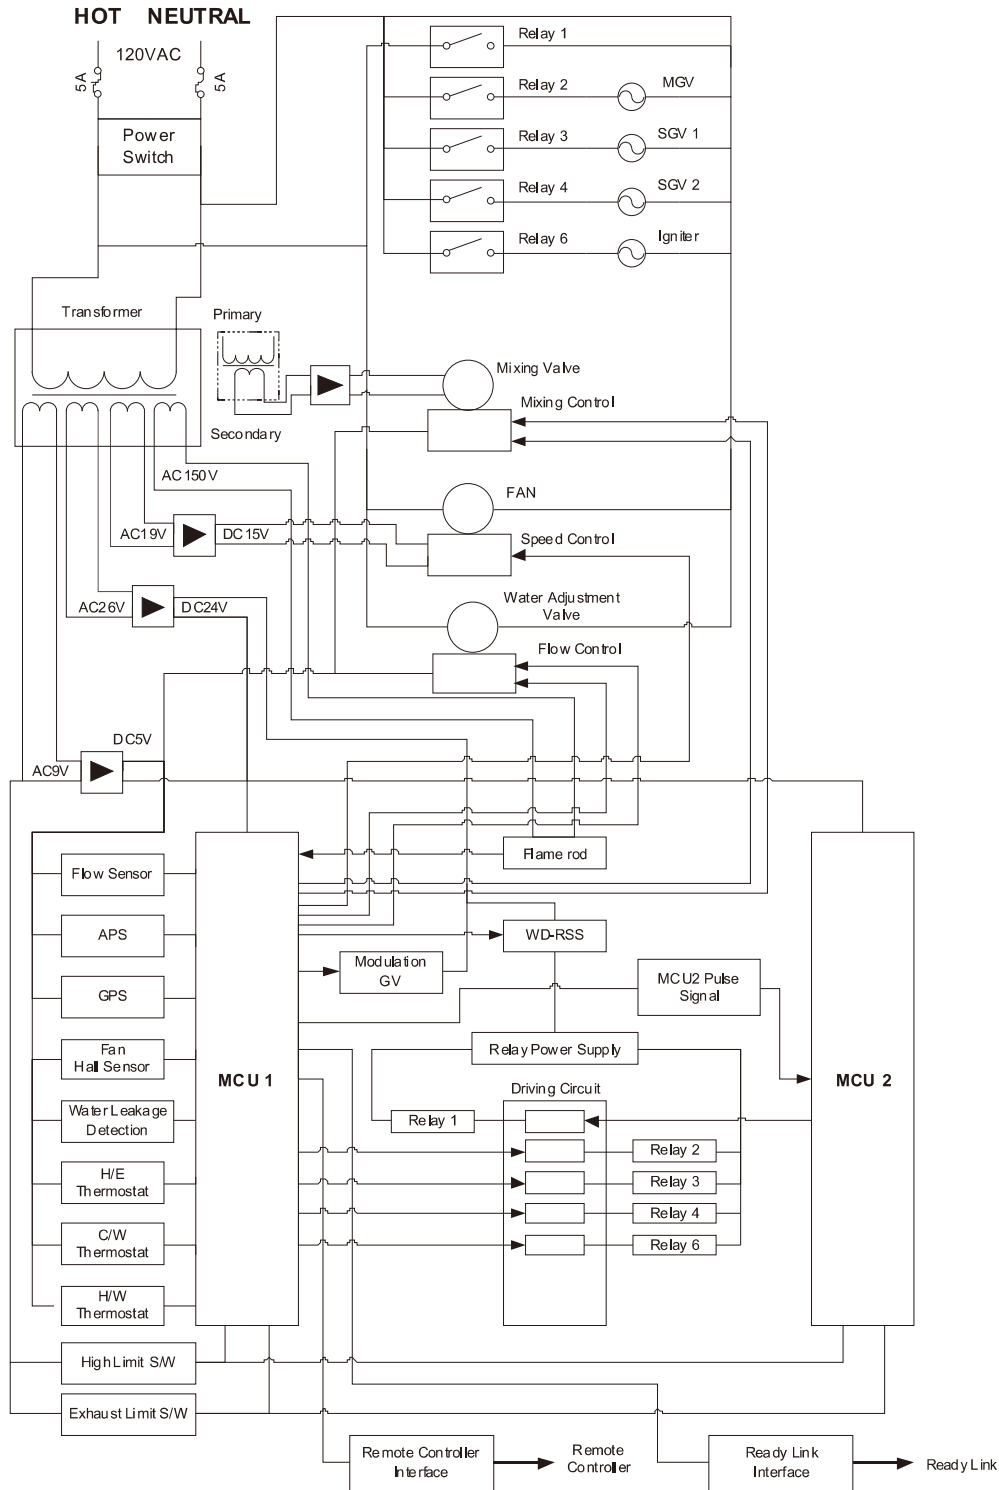 HOT NEUTRAL
120VAC
5A
5A
Power
Switch
Relay 1
Relay 2
MGV
Relay 3
SGV 1
Relay 4
SGV 2
Relay 6
Igniter
Transformer
Primary
Secondary
Mixing Valve
Mixing Control
AC150V
FAN
AC19V
DC15V
Speed Control
AC26V
DC24V
Water Adjustment
Valve
Flow Control
DC5V
AC9V
Flow Sensor
Flame rod
APS
WD-RSS
Modulation
GV
GPS
MCU2 Pulse
Signal
Fan
Hall Sensor
Relay Power Supply
MCU 1
MCU 2
Driving Circuit
Water Leakage
Detection
Relay 1
Relay 2
H/E
Thermostat
Relay 3
Relay 4
C/W
Thermostat
Relay 6
H/W
Thermostat
High Limit S/W
Exhaust Limit S/W
Remote Controller
Interface
Remote
Controller
Ready Link
Interface
Ready Link